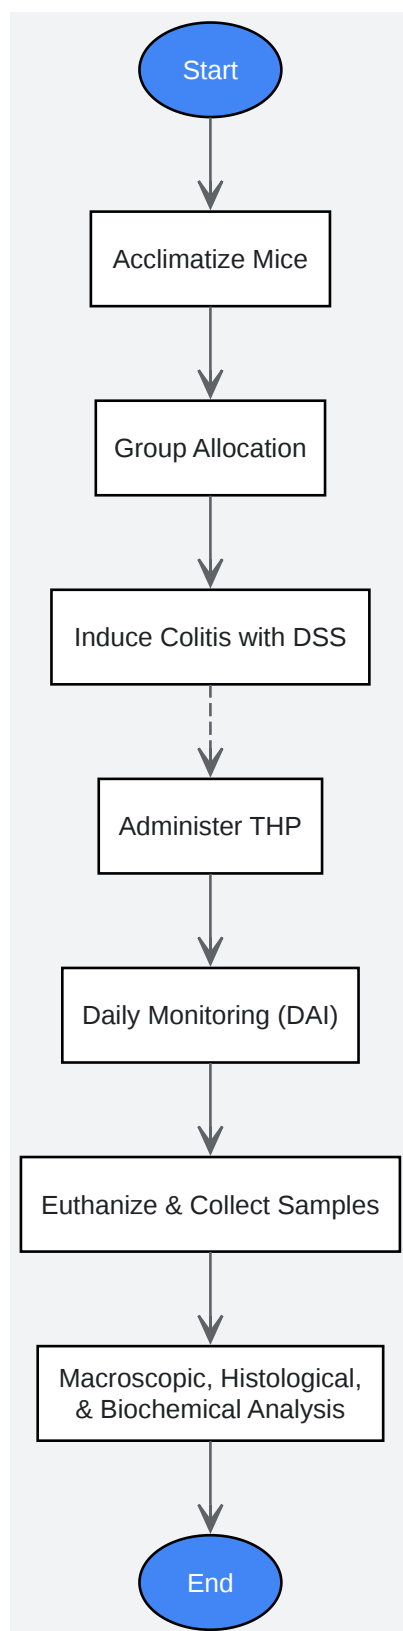 Start
Acclimatize Mice
Group Allocation
Induce Colitis with DSS
Administer THP
Daily Monitoring (DAI)
Euthanize & Collect Samples
Macroscopic, Histological,
& Biochemical Analysis
End